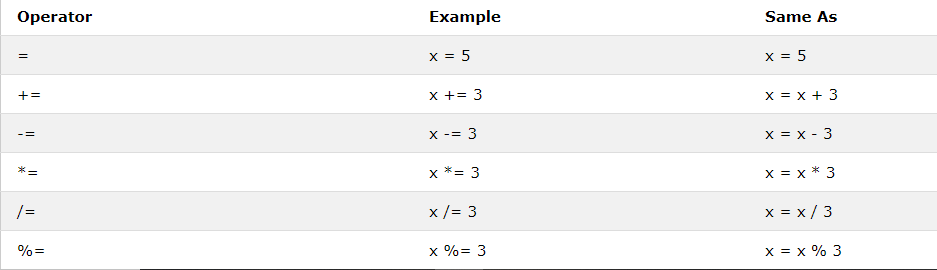 Operator Example Same As
= x = 5 x = 5
+= x += 3 x = x + 3
-= x -= 3 x = x - 3
*= x *= 3 x = x * 3
/= x /= 3 x = x / 3
%= x %= 3 x = x % 3